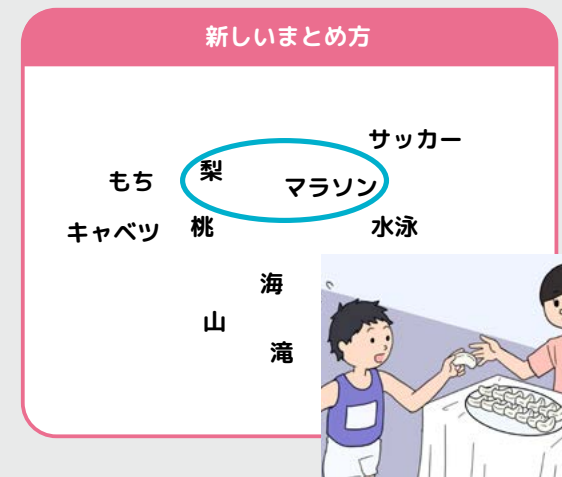 新しいまとめ方
サッカー
梨
もち
マラソン
キャベツ
桃
水泳
海
山
滝